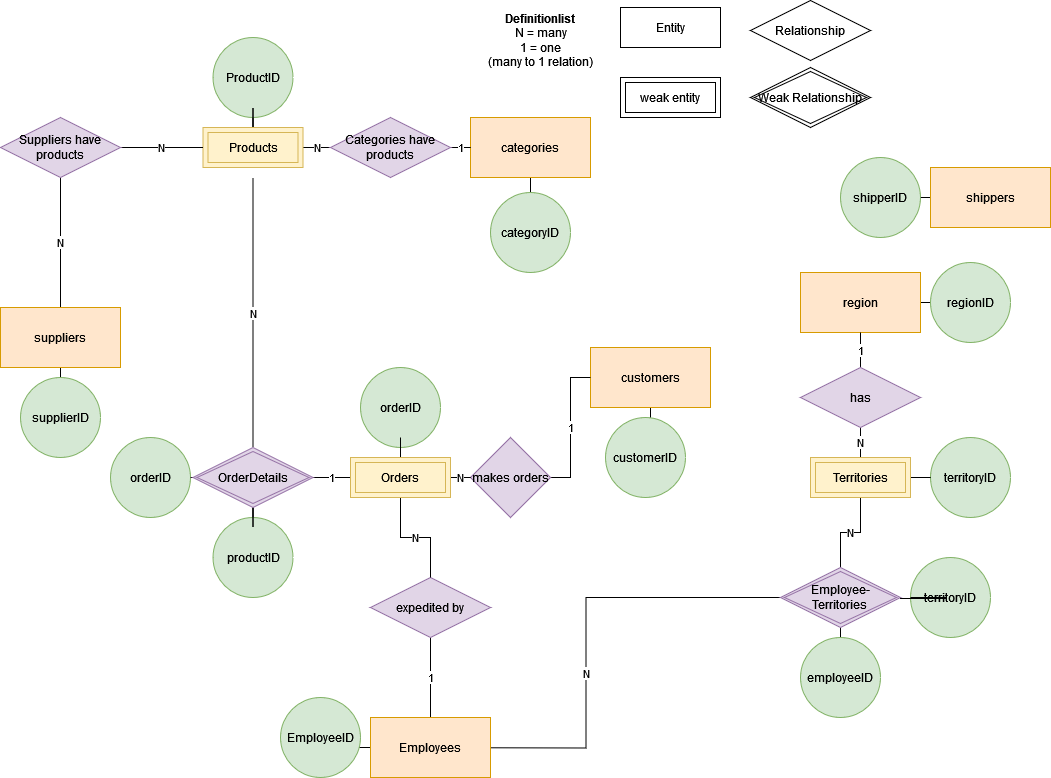 Definitionlist
N = many
1 = one
(many to 1 relation)
Entity
Relationship
weak entity
Weak Relationship
ProductID
Suppliers have
products
N
Products
N
Categories have
products
1
categories
categoryID
shipperID
shippers
N
N
suppliers
supplierID
region
regionID
1
has
N
customers
customerID
1
orderID
orderID
OrderDetails
1
Orders
N
makes orders
productID
Territories
territoryID
N
N
expedited by
1
Employee-
Territories
territoryID
employeeID
N
EmployeeID
Employees